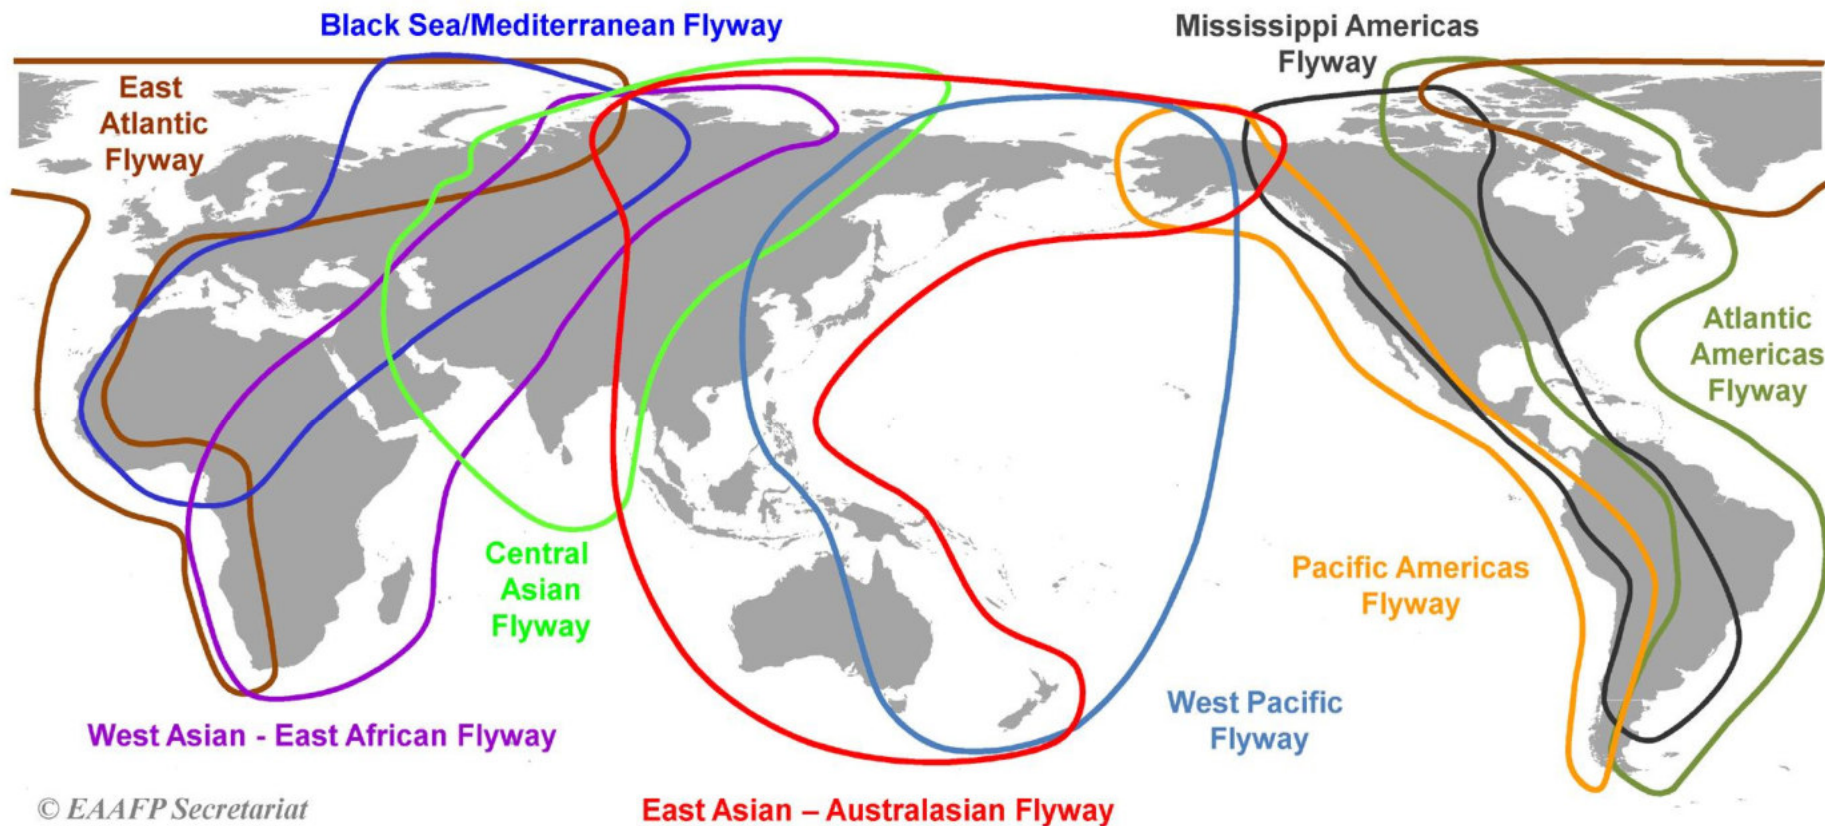 Black Sea/Mediterranean Flyway
Mississippi Americas
Flyway
East
Atlantic
Flyway
Atlantic
Americas
Flyway
Central
Asian
Flyway
Pacific Americas
Flyway
West Pacific
Flyway
West Asian - East African Flyway
East Asian – Australasian Flyway
© EAAFP Secretariat